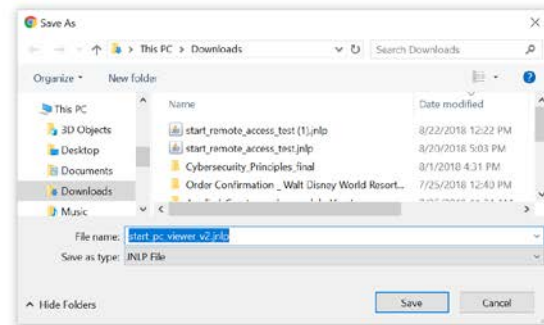 Save As
This PC > Downloads
Search Downloads
Organize
New folder
Name
Date modified
This PC
3D Objects
Desktop
Documents
Downloads
Music
start_remote_access_test (1).jnlp
8/22/2018 12:22 PM
start_remote_access_test.jnlp
8/20/2018 5:03 PM
Cybersecurity_Principles_final
8/1/2018 4:31 PM
Order Confirmation _ Walt Disney World Resort...
7/25/2018 12:43 PM
File name: start_pc_viewer_v2.jnlp
Save as type: JNLP File
Hide Folders
Save
Cancel